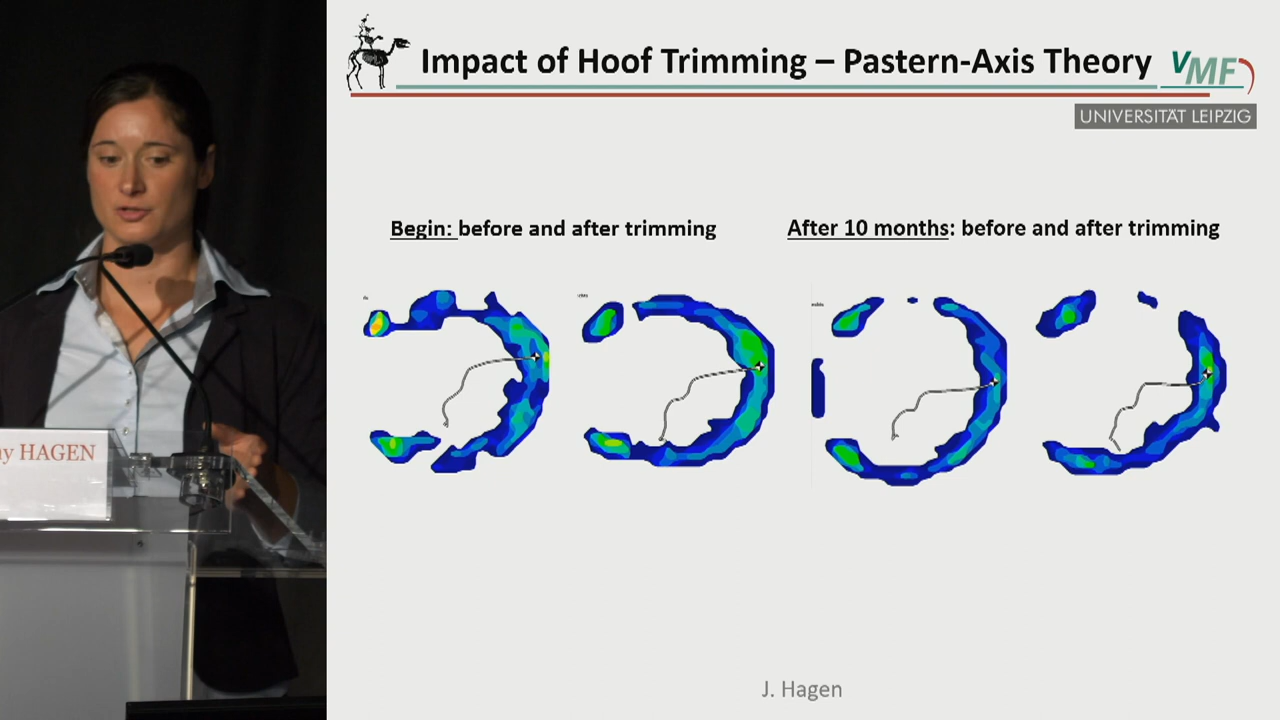 Impact of Hoof Trimming – Pastern-Axis Theory
VMF
UNIVERSITÄT LEIPZIG
Begin: before and after trimming
After 10 months: before and after trimming
HAGEN
J. Hagen